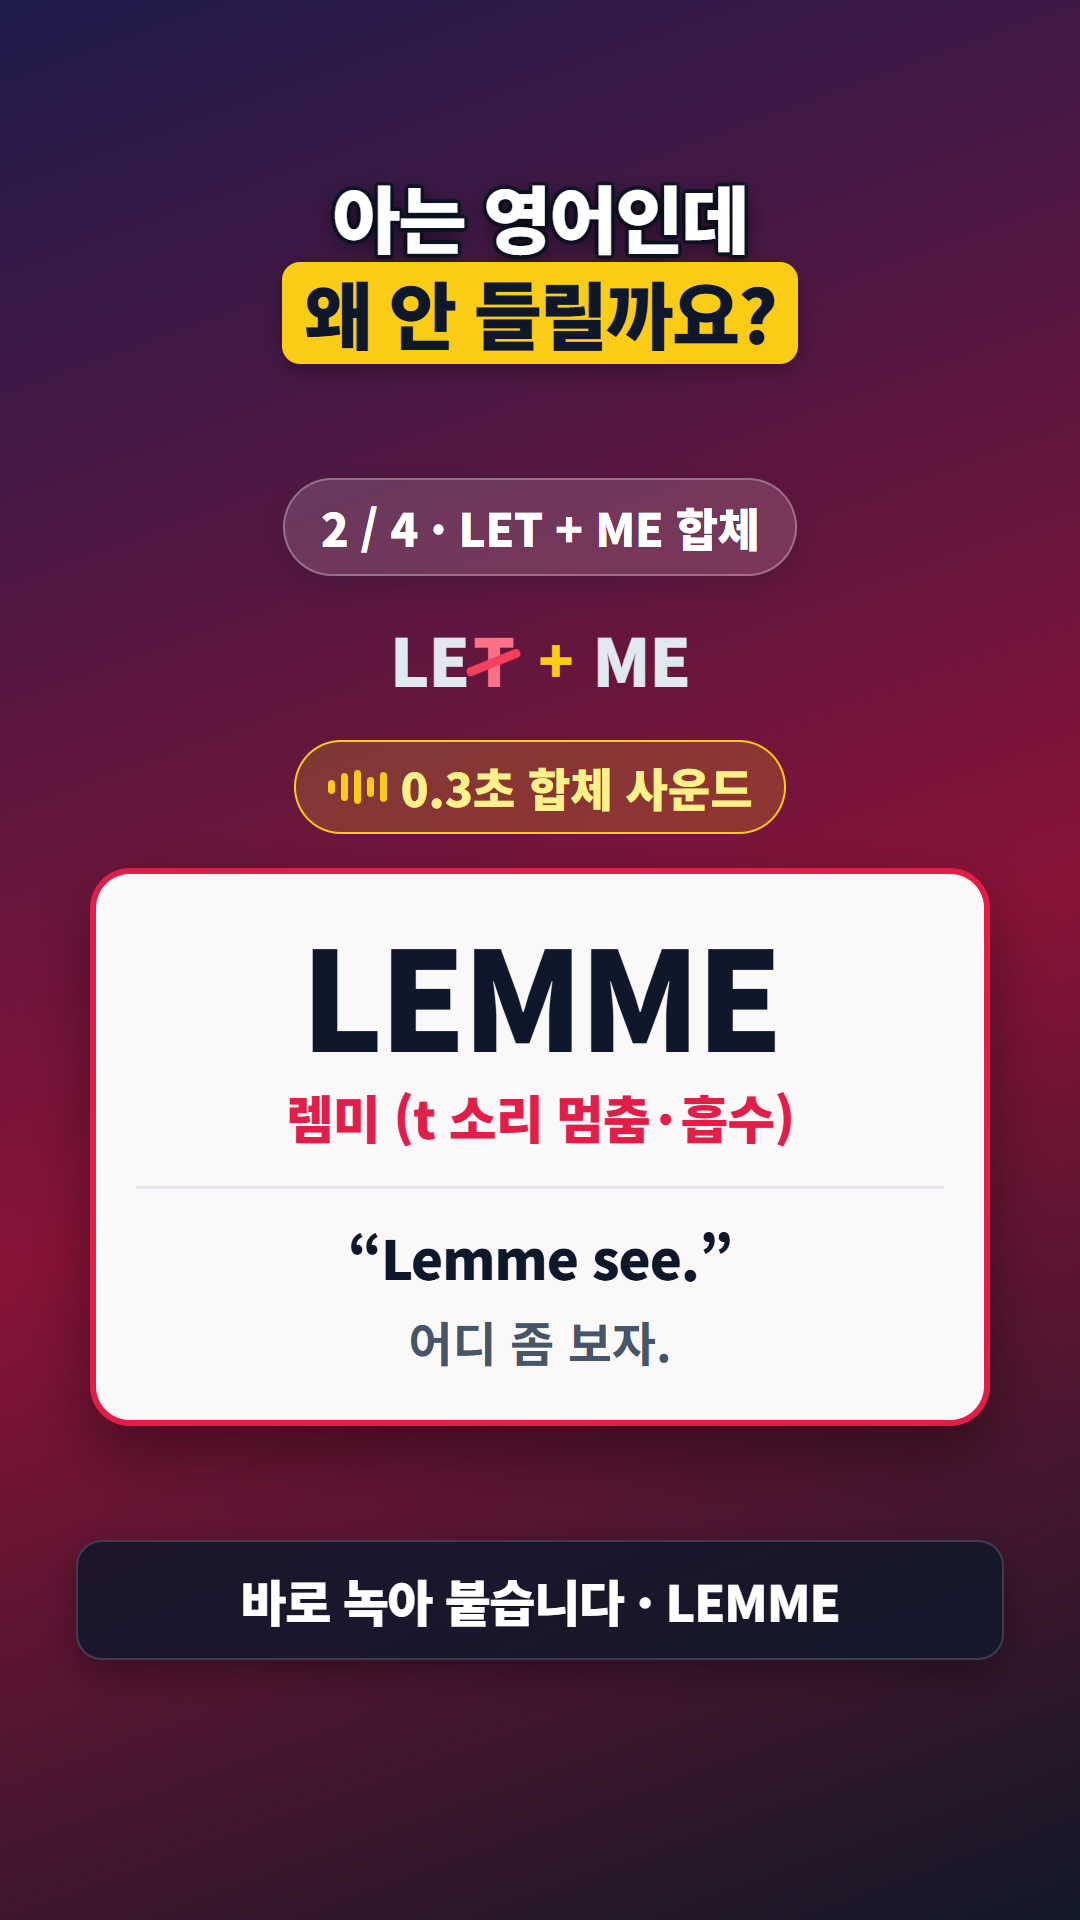 아는 영어인데
왜 안 들릴까요?
2 / 4 · LET + ME 합체
LET + ME
0.3초 합체 사운드
LEMME
렘미 (t 소리 멈춤·흡수)
“Lemme see.”
어디 좀 보자.
바로 녹아 붙습니다 · LEMME